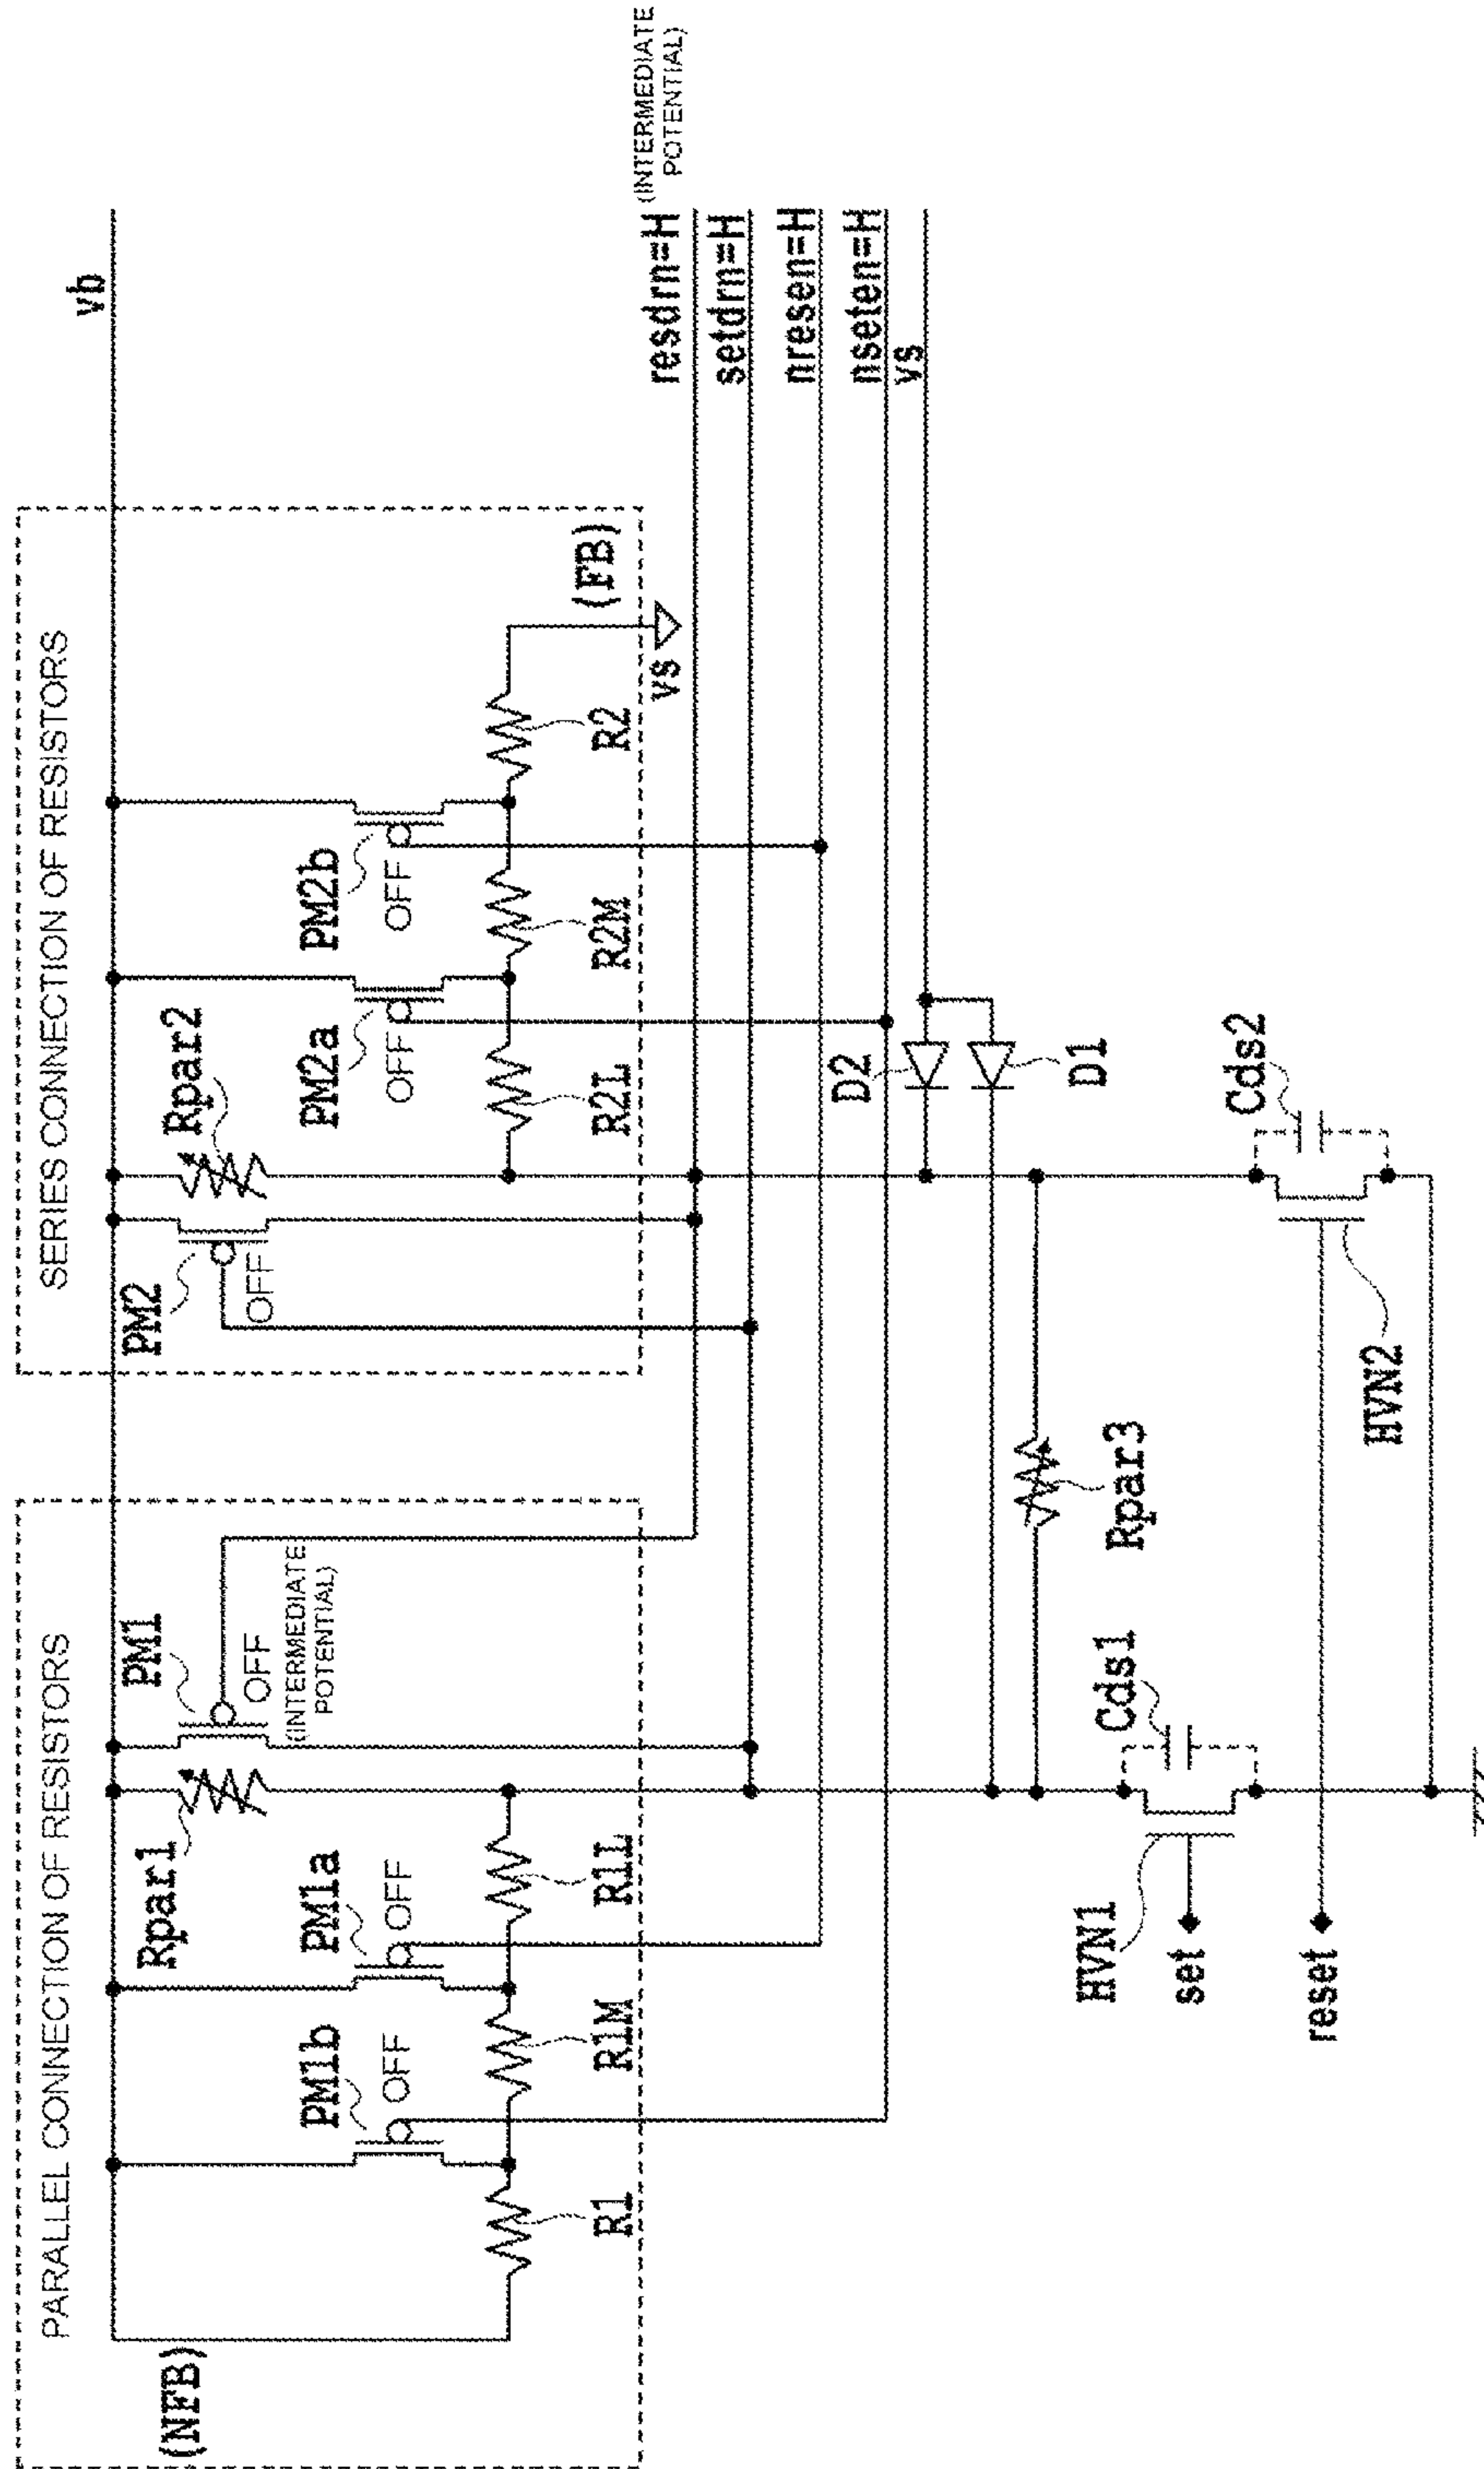 PARALLEL CONNECTION OF RESISTORS
SERIES CONNECTION OF RESISTORS
(NFB)
vb
Rpar1
PM1
PM2
Rpar2
OFF
(INTERMEDIATE
POTENTIAL)
OFF
PM1b
OFF
PM1a
OFF
PM2a
OFF
PM2b
OFF
(FB)
R1
R1M
R1L
R2L
R2M
R2
vs
resdrn=H
(INTERMEDIATE
POTENTIAL)
setdrn=H
nresen=H
nseten=H
vs
D2
D1
Rpar3
Cds1
Cds2
HVN1
set
reset
HVN2